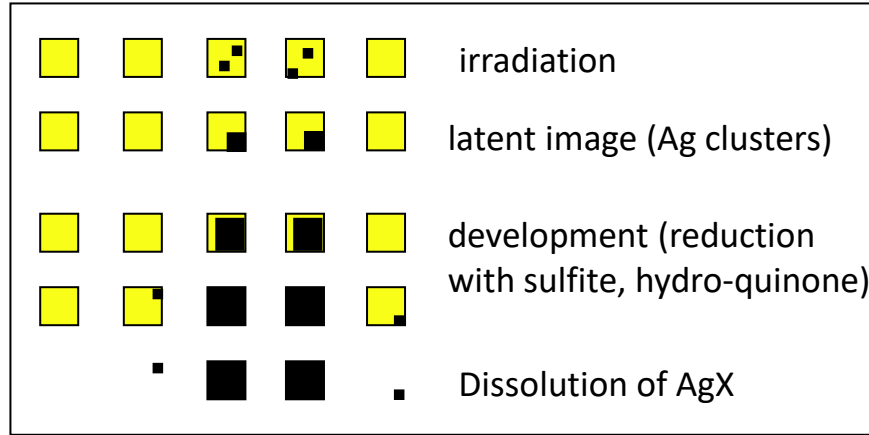 irradiation
latent image (Ag clusters)
development (reduction
with sulfite, hydro-quinone)
Dissolution of AgX